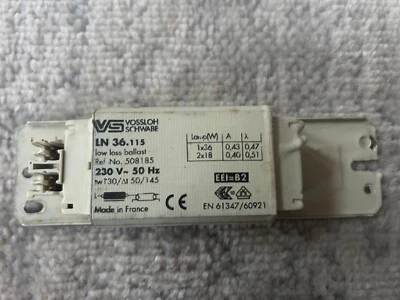 VS VOSSLOH
SCHWABE
LN 36.115
low loss ballast
Ref. No. 508185
230 V~ 50 Hz
tw130/Δt 50/145
Made in France
Lamp(W) A λ
1x36 0,43 0,47
2x18 0,40 0,51
EEI=B2
CE
EN 61347/60921